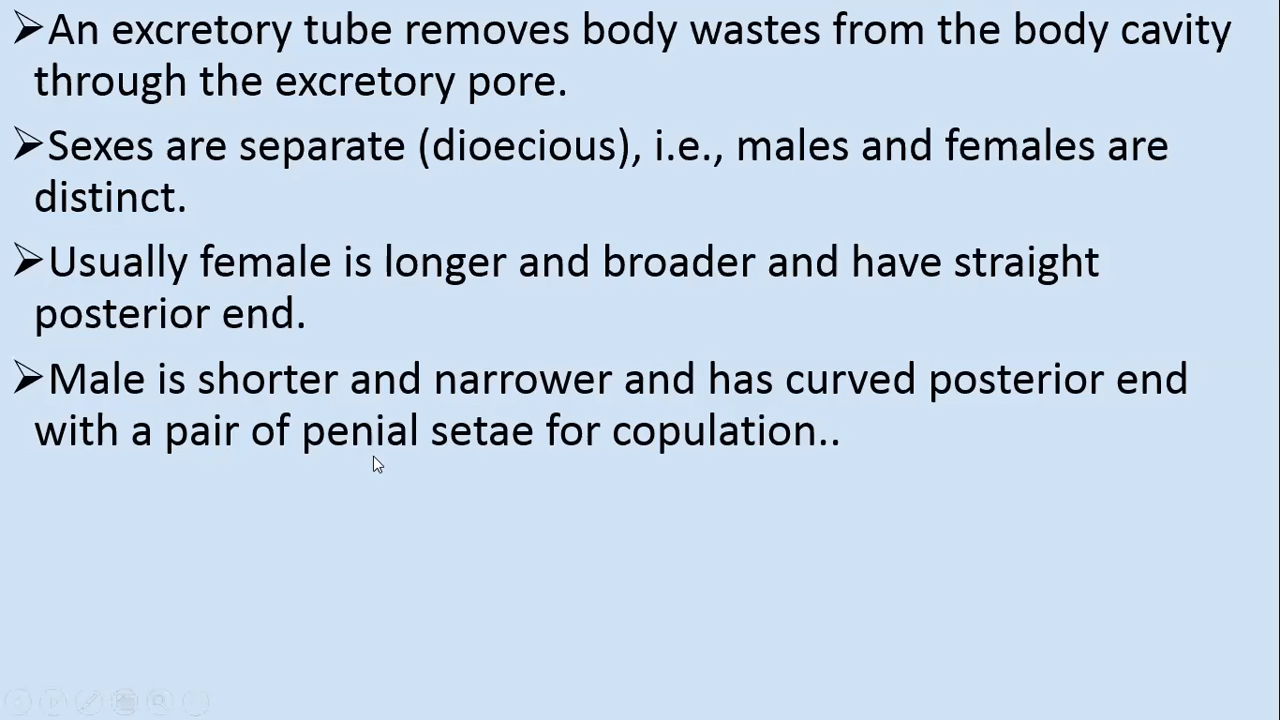 ➢An excretory tube removes body wastes from the body cavity
through the excretory pore.
➢Sexes are separate (dioecious), i.e., males and females are
distinct.
➢Usually female is longer and broader and have straight
posterior end.
➢Male is shorter and narrower and has curved posterior end
with a pair of penial setae for copulation..